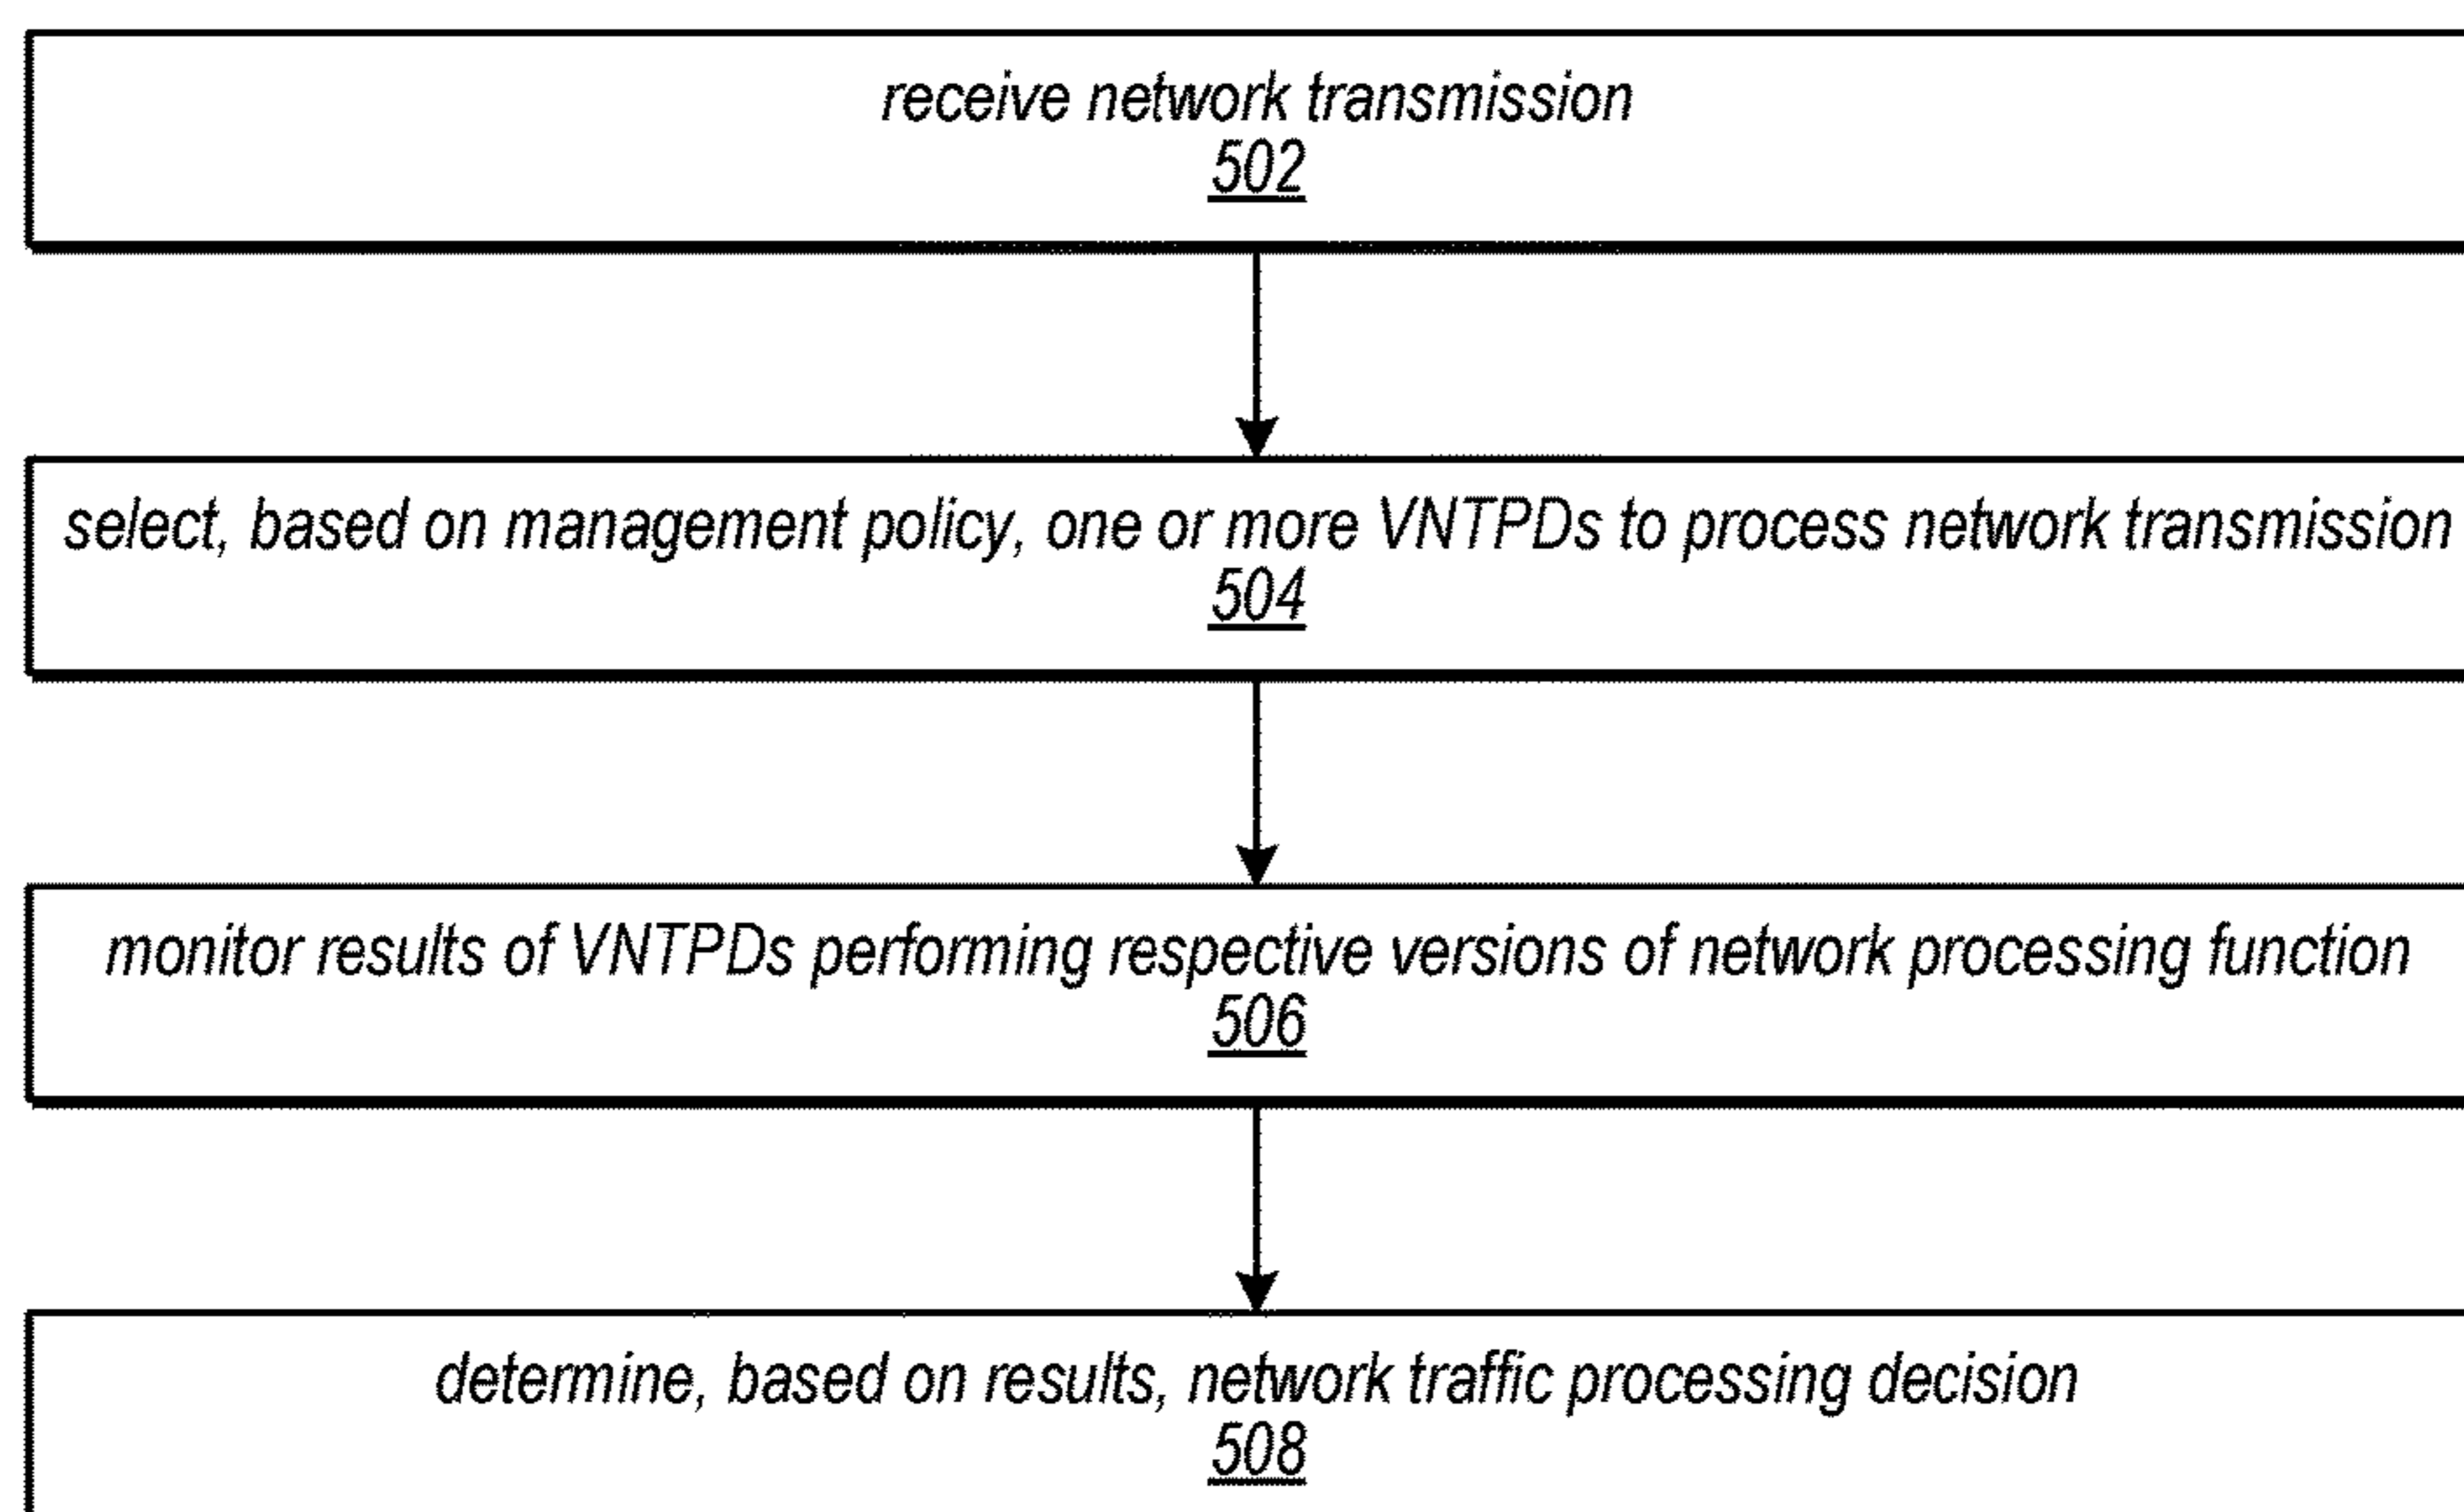 receive network transmission
502
select, based on management policy, one or more VNTPDs to process network transmission
504
monitor results of VNTPDs performing respective versions of network processing function
506
determine, based on results, network traffic processing decision
508